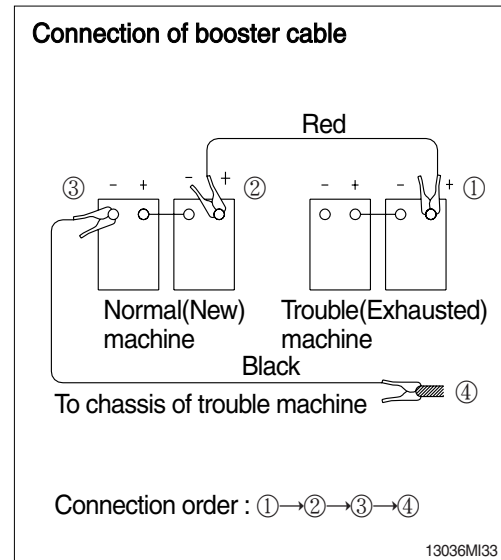 Connection of booster cable
Red
③ - + - + ② - + - + ①
Normal(New) Trouble(Exhausted)
machine machine
Black
To chassis of trouble machine ④
Connection order : ①→②→③→④
13036MI33